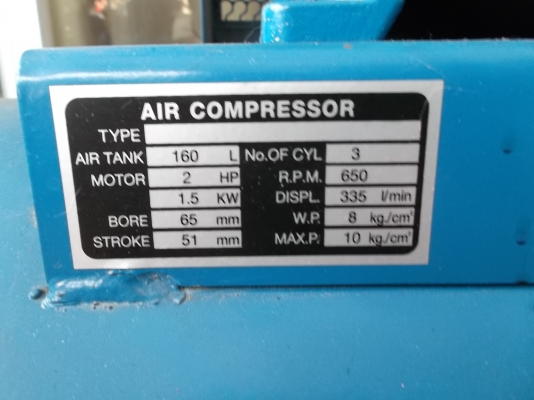 AIR COMPRESSOR
TYPE
AIR TANK 160 L No.OF CYL 3
MOTOR 2 HP R.P.M. 650
1.5 KW DISPL. 335 l/min
BORE 65 mm W.P. 8 kg./cm²
STROKE 51 mm MAX.P. 10 kg./cm²